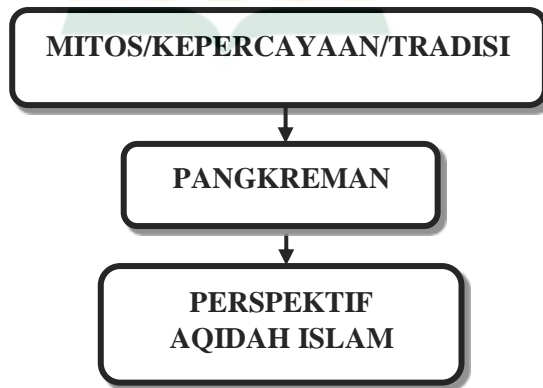 MITOS/KEPERCAYAAN/TRADISI
PANGKREMAN
PERSPEKTIF
AQIDAH ISLAM